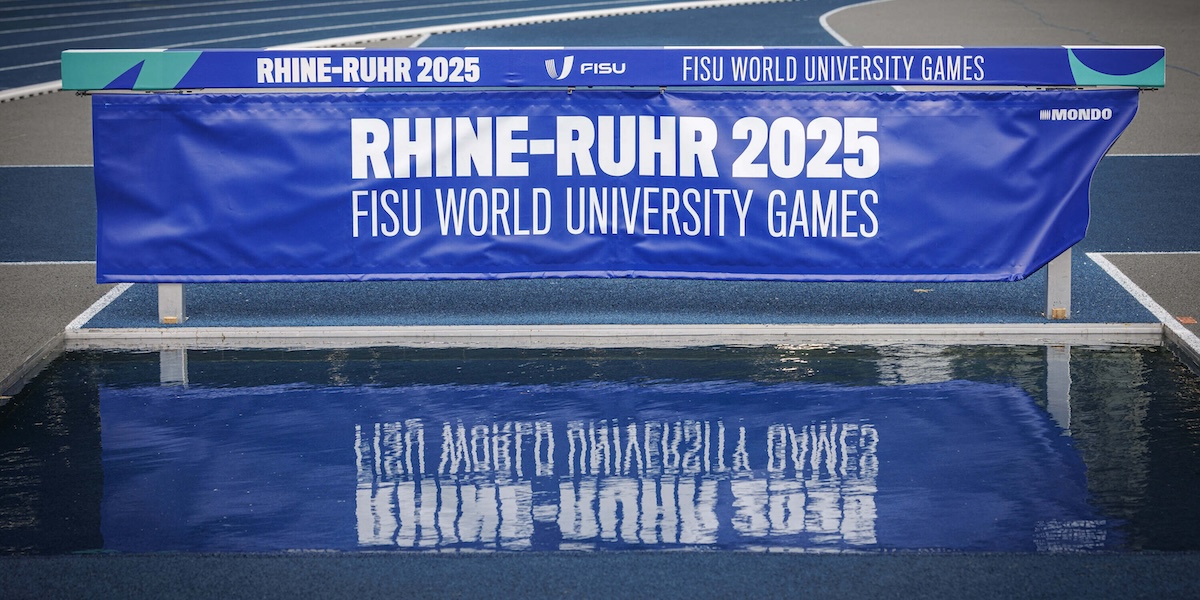 RHINE-RUHR 2025 FISU FISU WORLD UNIVERSITY GAMES
MONDO
RHINE-RUHR 2025
FISU WORLD UNIVERSITY GAMES